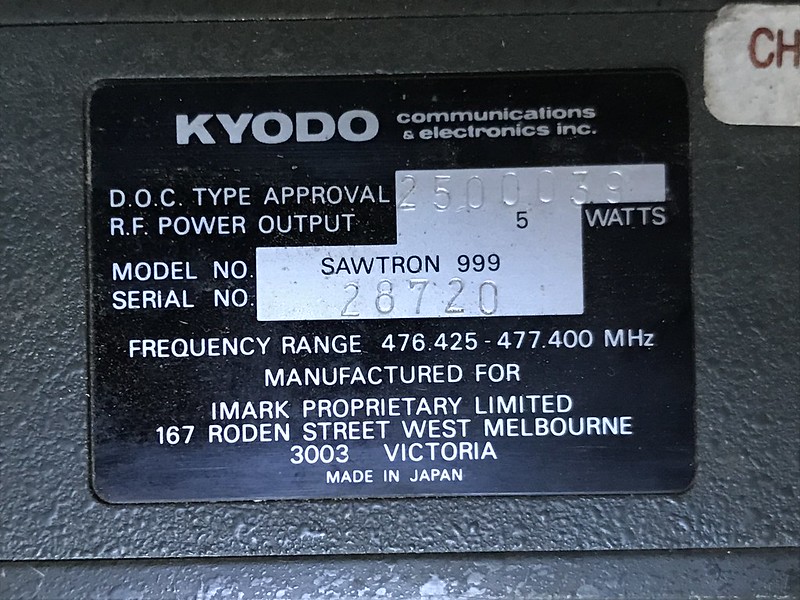 CH
KYODO communications
& electronics inc.
D.O.C. TYPE APPROVAL 2500039
R.F. POWER OUTPUT 5 WATTS
MODEL NO. SAWTRON 999
SERIAL NO. 28720
FREQUENCY RANGE 476.425 - 477.400 MHz
MANUFACTURED FOR
IMARK PROPRIETARY LIMITED
167 RODEN STREET WEST MELBOURNE
3003 VICTORIA
MADE IN JAPAN